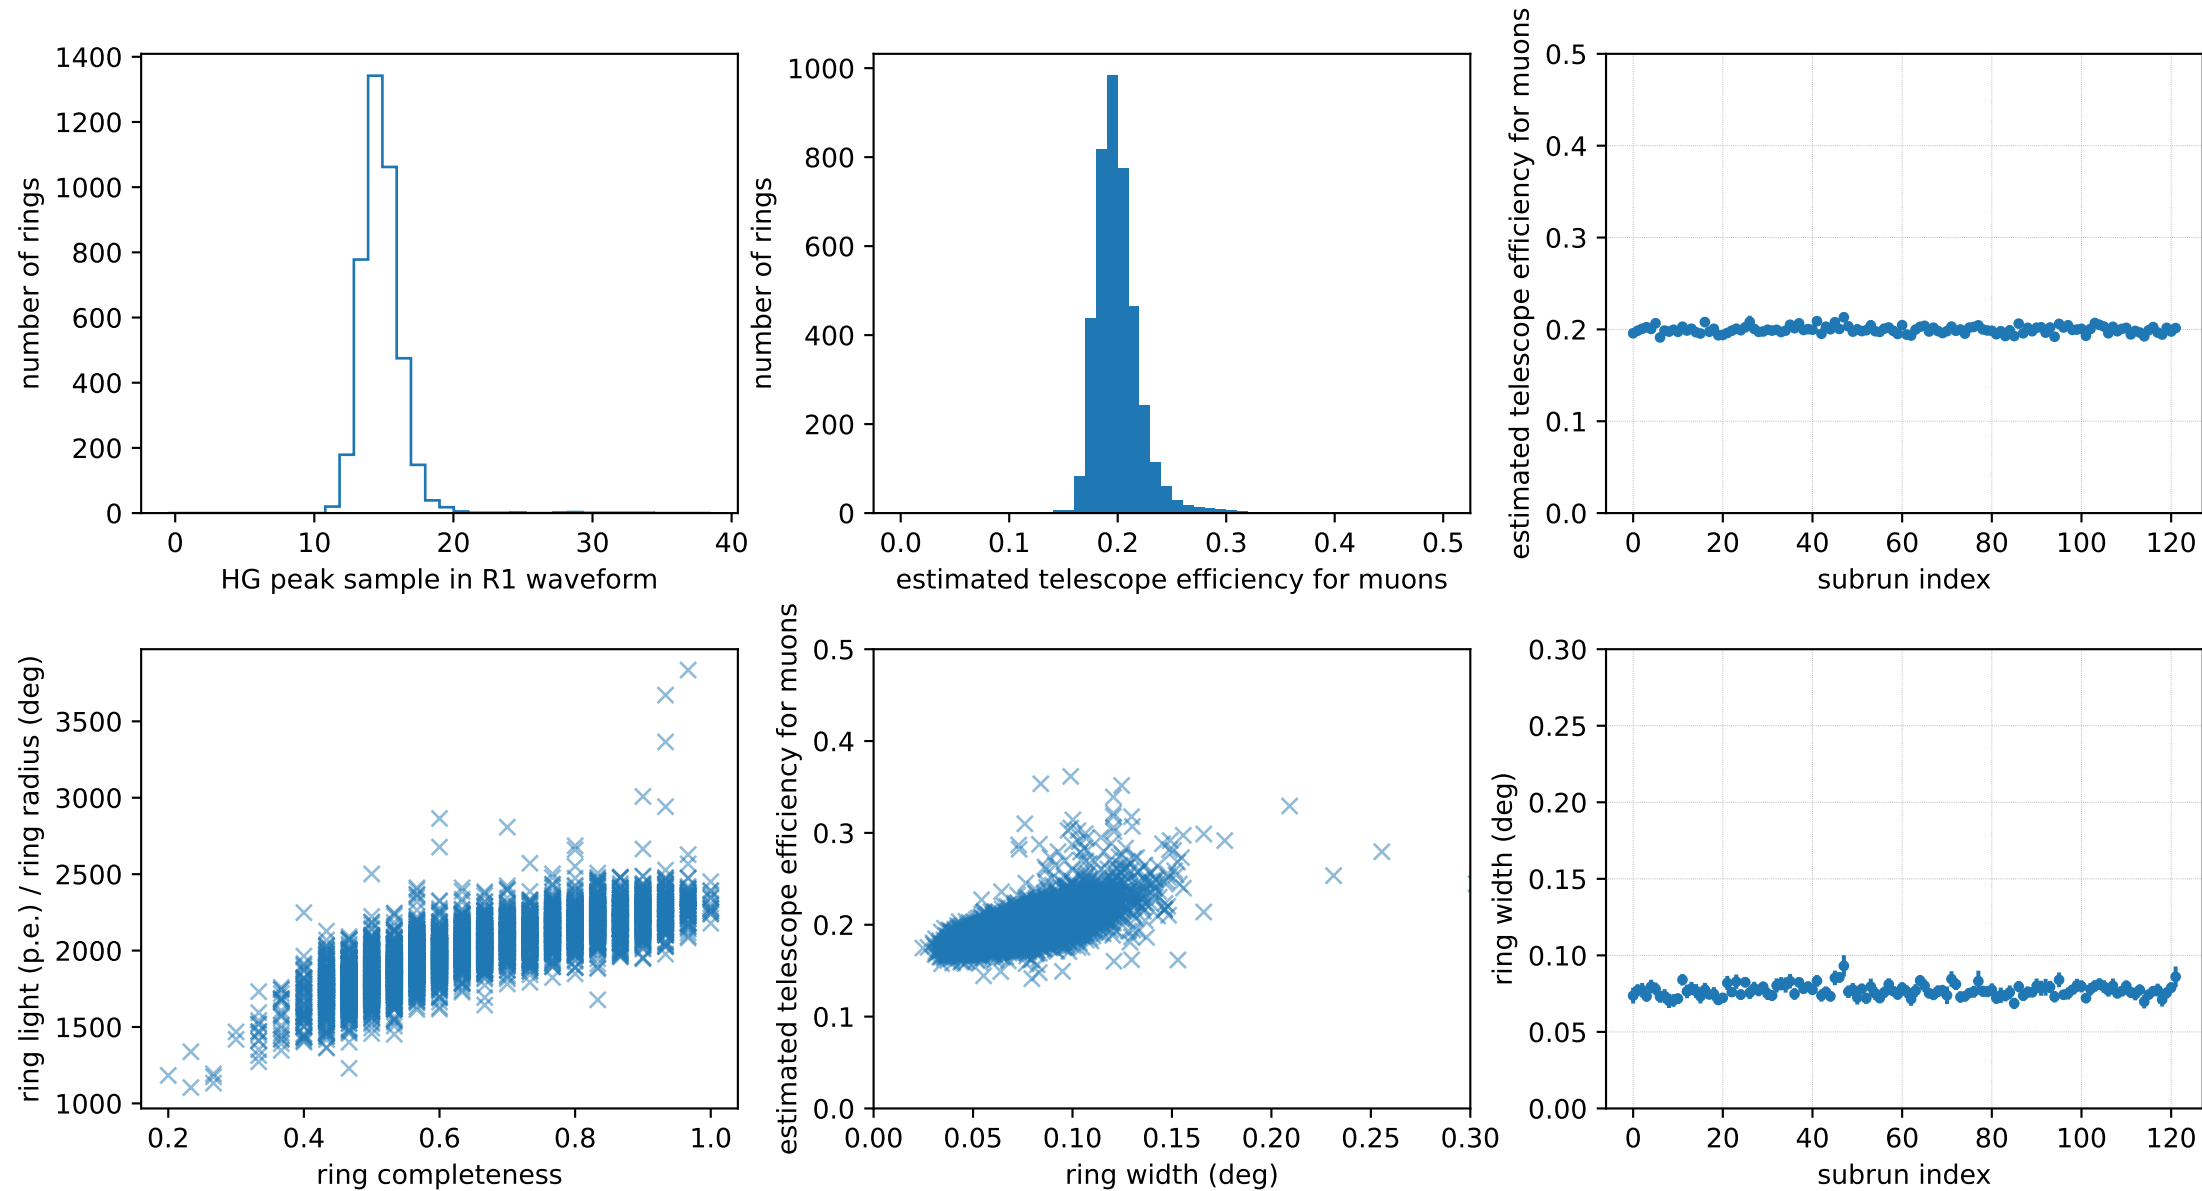 number of rings
1400
1200
1000
800
600
400
200
0
0 10 20 30 40
HG peak sample in R1 waveform
number of rings
1000
800
600
400
200
0
0.0 0.1 0.2 0.3 0.4 0.5
estimated telescope efficiency for muons
estimated telescope efficiency for muons
0.5
0.4
0.3
0.2
0.1
0.0
0 20 40 60 80 100 120
subrun index
ring light (p.e.) / ring radius (deg)
3500
3000
2500
2000
1500
1000
0.2 0.4 0.6 0.8 1.0
ring completeness
estimated telescope efficiency for muons
0.5
0.4
0.3
0.2
0.1
0.0
0.00 0.05 0.10 0.15 0.20 0.25 0.30
ring width (deg)
ring width (deg)
0.30
0.25
0.20
0.15
0.10
0.05
0.00
0 20 40 60 80 100 120
subrun index